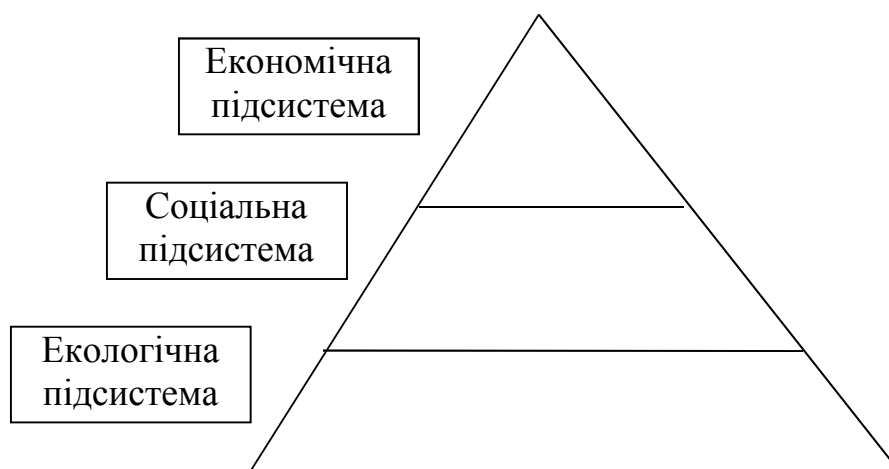 Економічна
підсистема
Соціальна
підсистема
Екологічна
підсистема